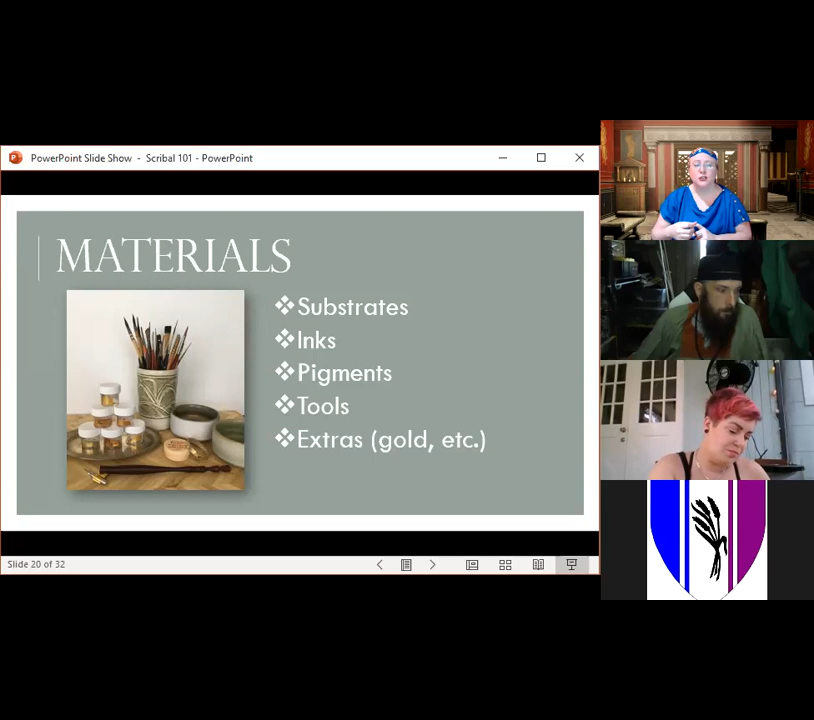 PowerPoint Slide Show - Scribal 101 - PowerPoint
MATERIALS
❖Substrates
❖Inks
❖Pigments
❖Tools
❖Extras (gold, etc.)
Slide 20 of 32